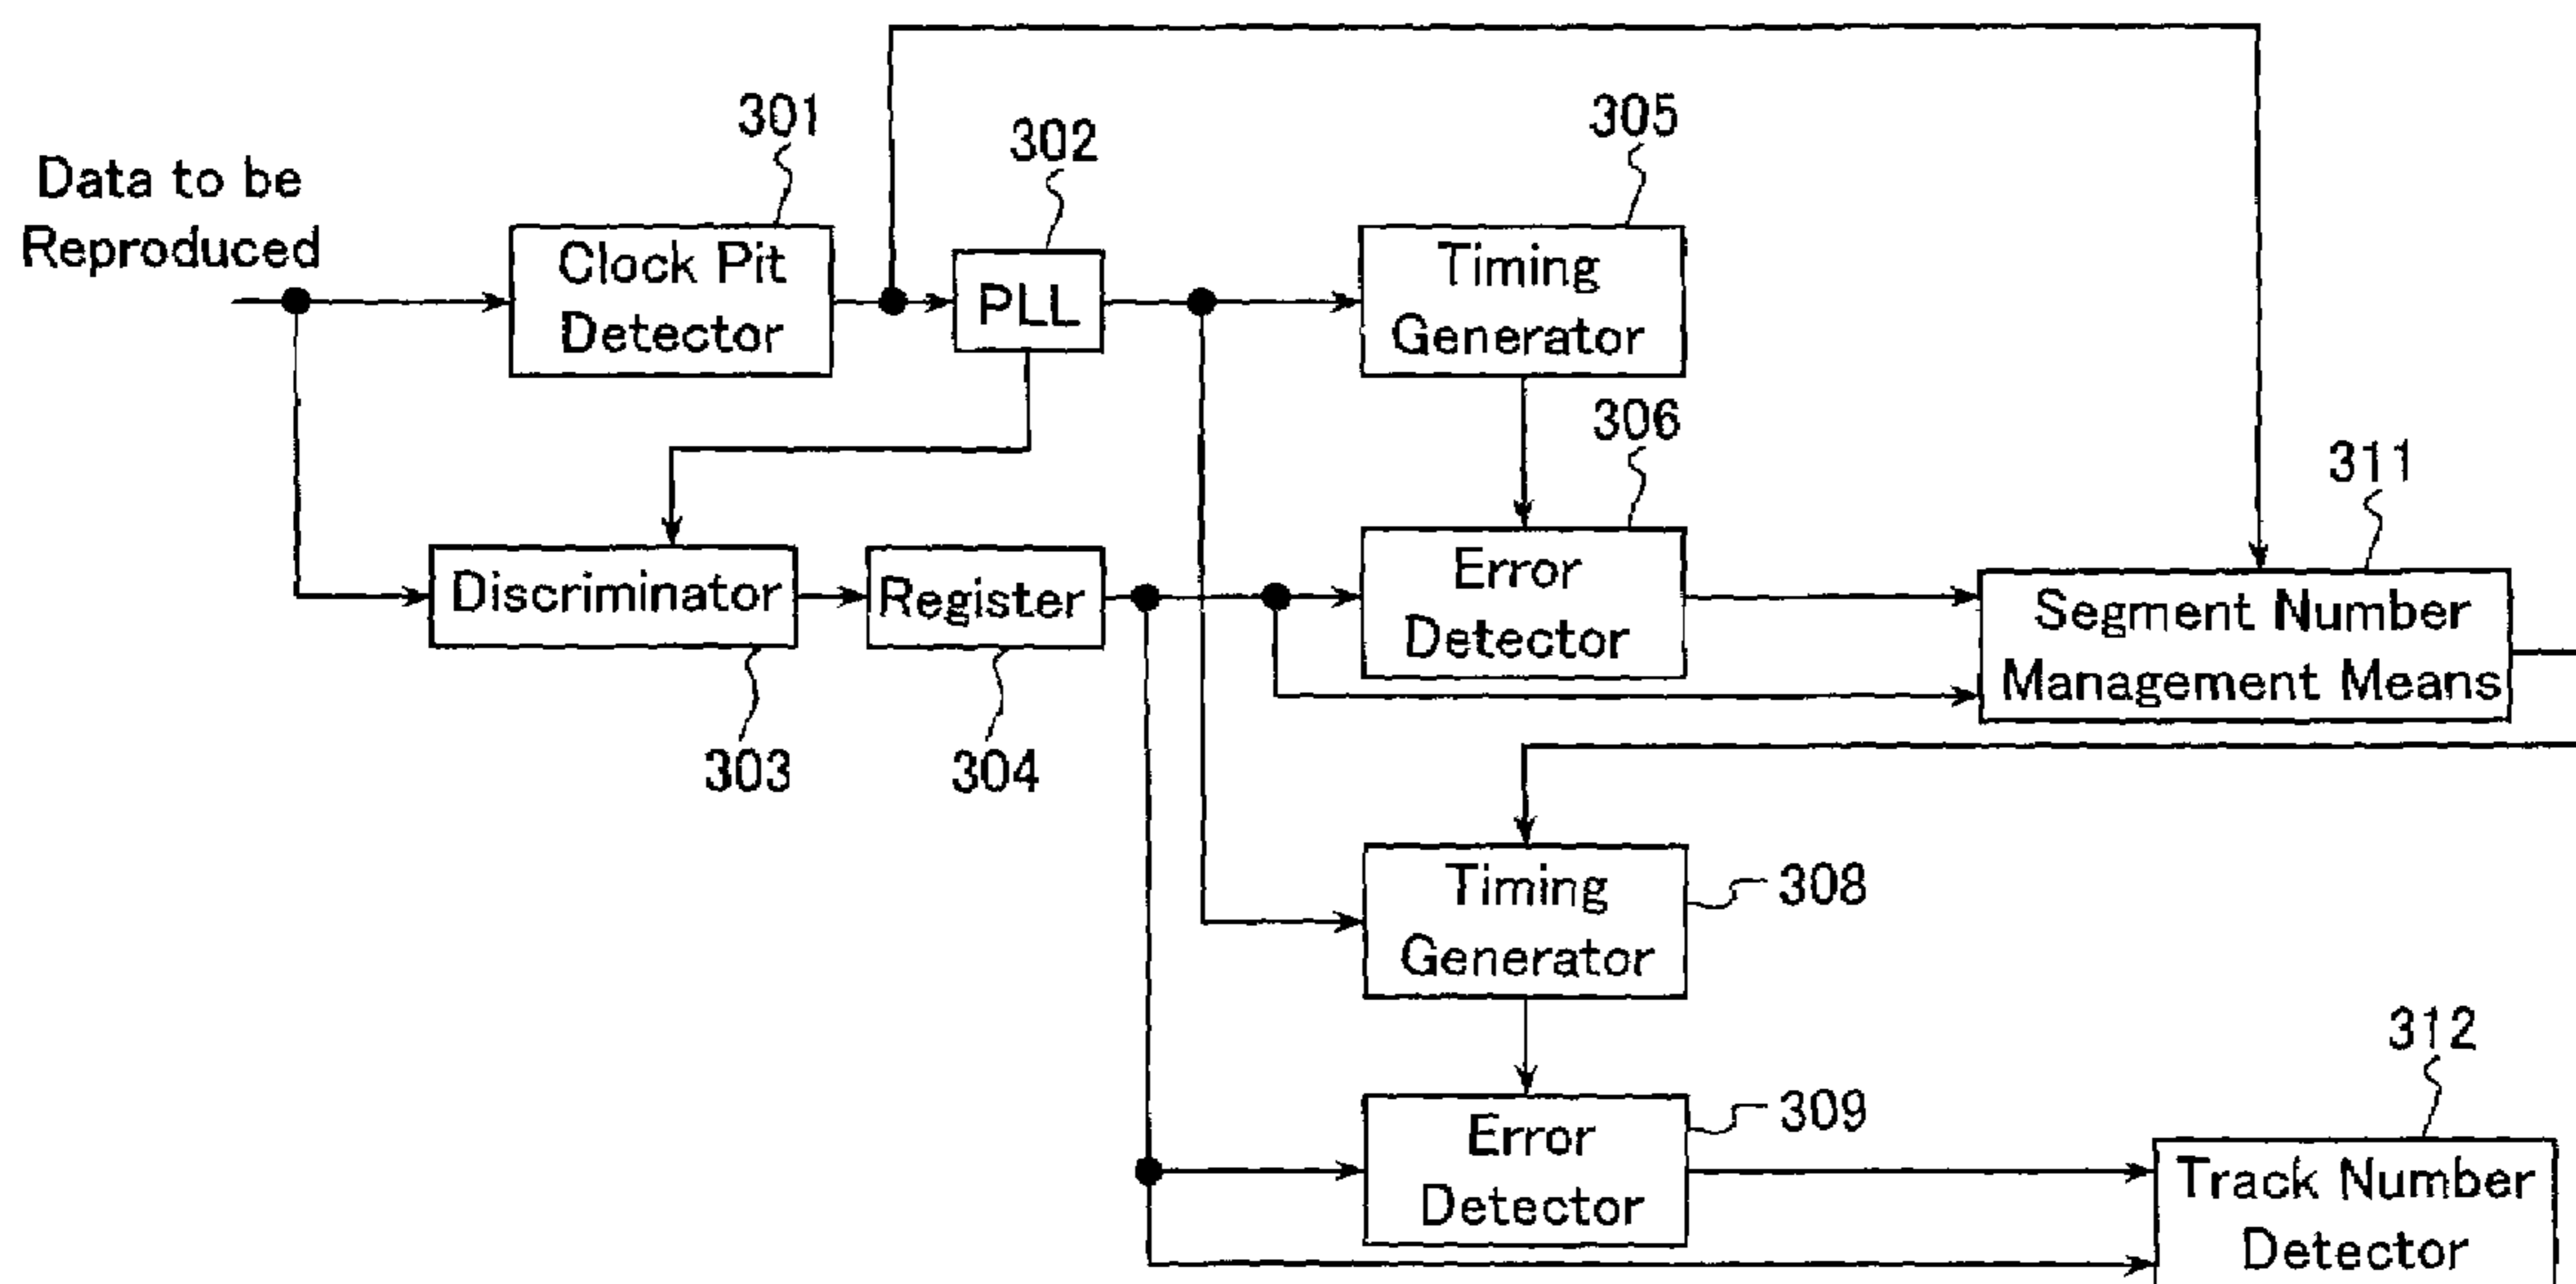 301
302
305
Data to be
Reproduced
Clock Pit
Detector
PLL
Timing
Generator
306
311
Discriminator
Register
Error
Detector
Segment Number
Management Means
303
304
Timing
Generator
308
312
Error
Detector
309
Track Number
Detector